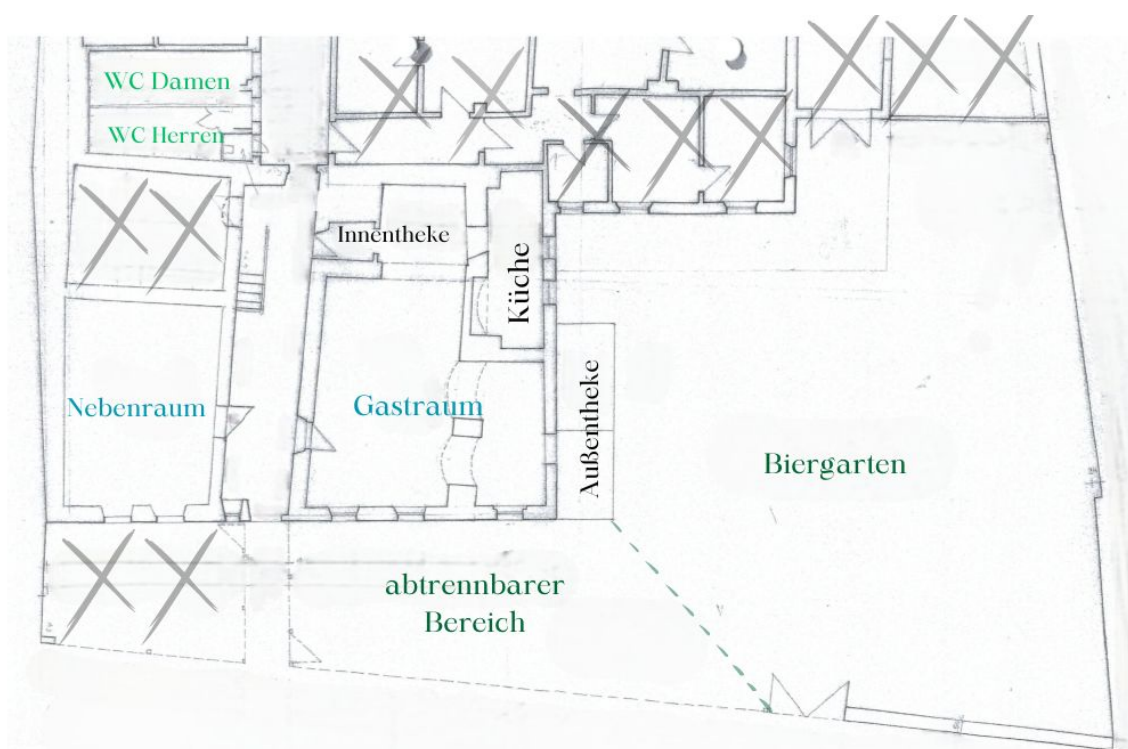 WC Damen
WC Herren
Innentheke
Küche
Nebenraum
Gastraum
Außentheke
Biergarten
abtrennbarer
Bereich